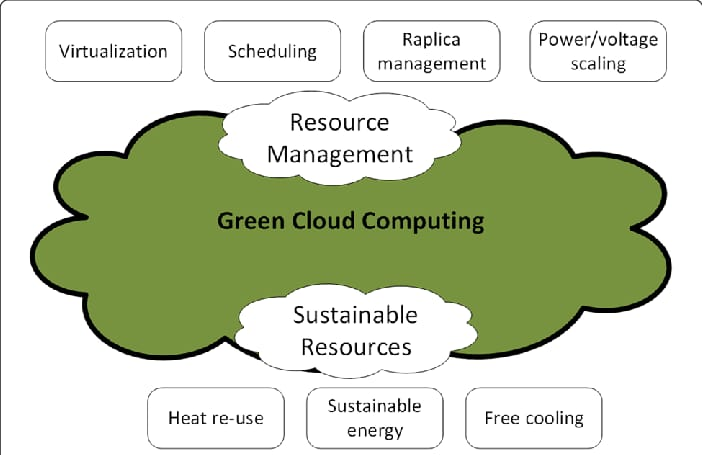 Virtualization
Scheduling
Raplica
management
Power/voltage
scaling
Resource
Management
Green Cloud Computing
Sustainable
Resources
Heat re-use
Sustainable
energy
Free cooling